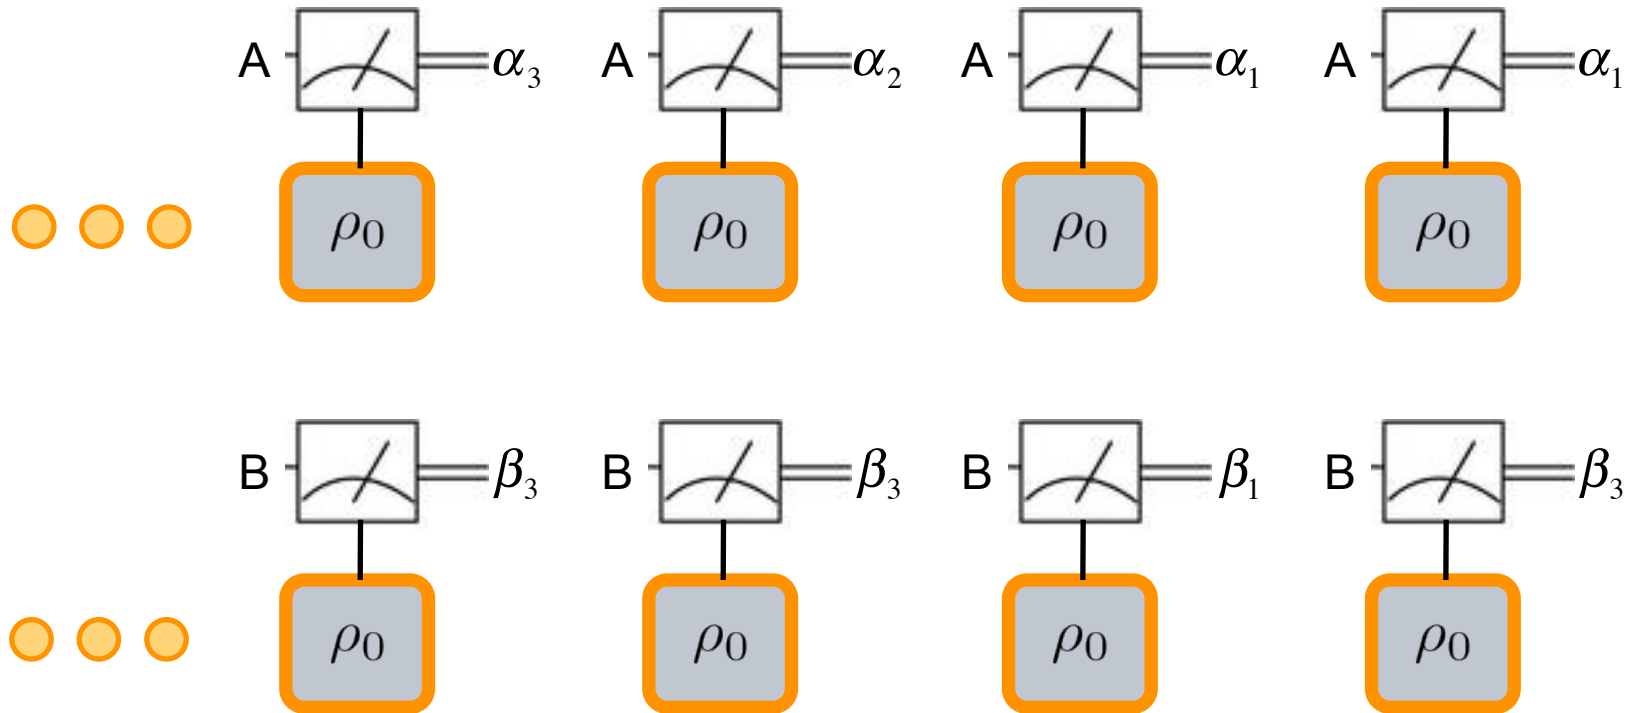 A α₃ A α₂ A α₁ A α₁
ρ₀ ρ₀ ρ₀ ρ₀
B β₃ B β₃ B β₁ B β₃
ρ₀ ρ₀ ρ₀ ρ₀